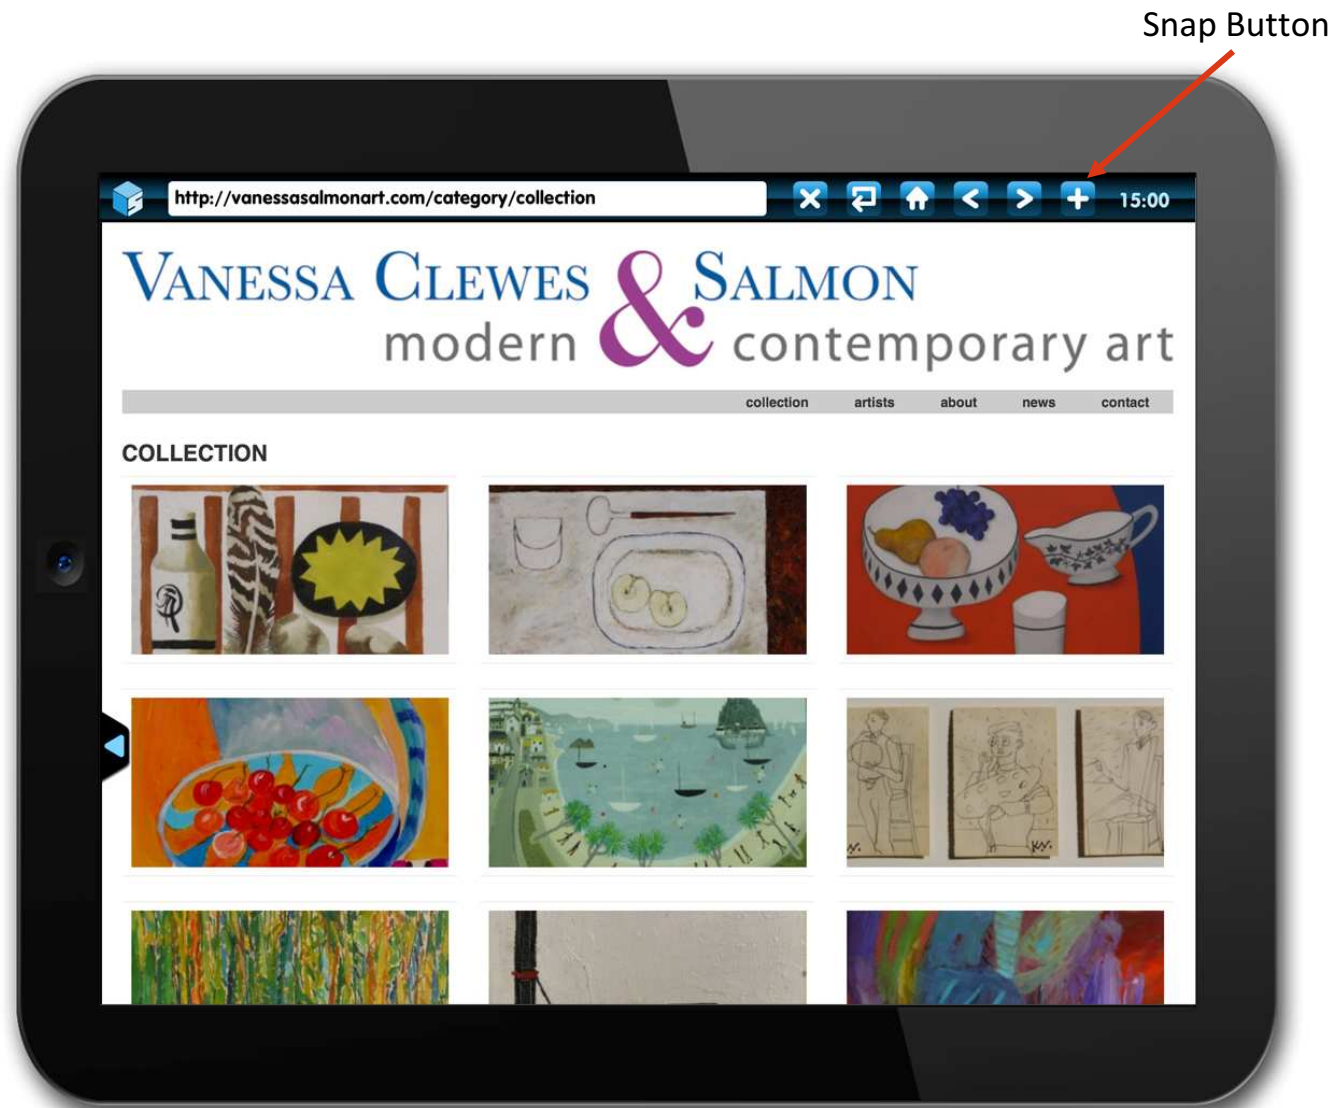 Snap Button
http://vanessasalmonart.com/category/collection
15:00
VANESSA CLEWES & SALMON
modern contemporary art
collection artists about news contact
COLLECTION
KN.